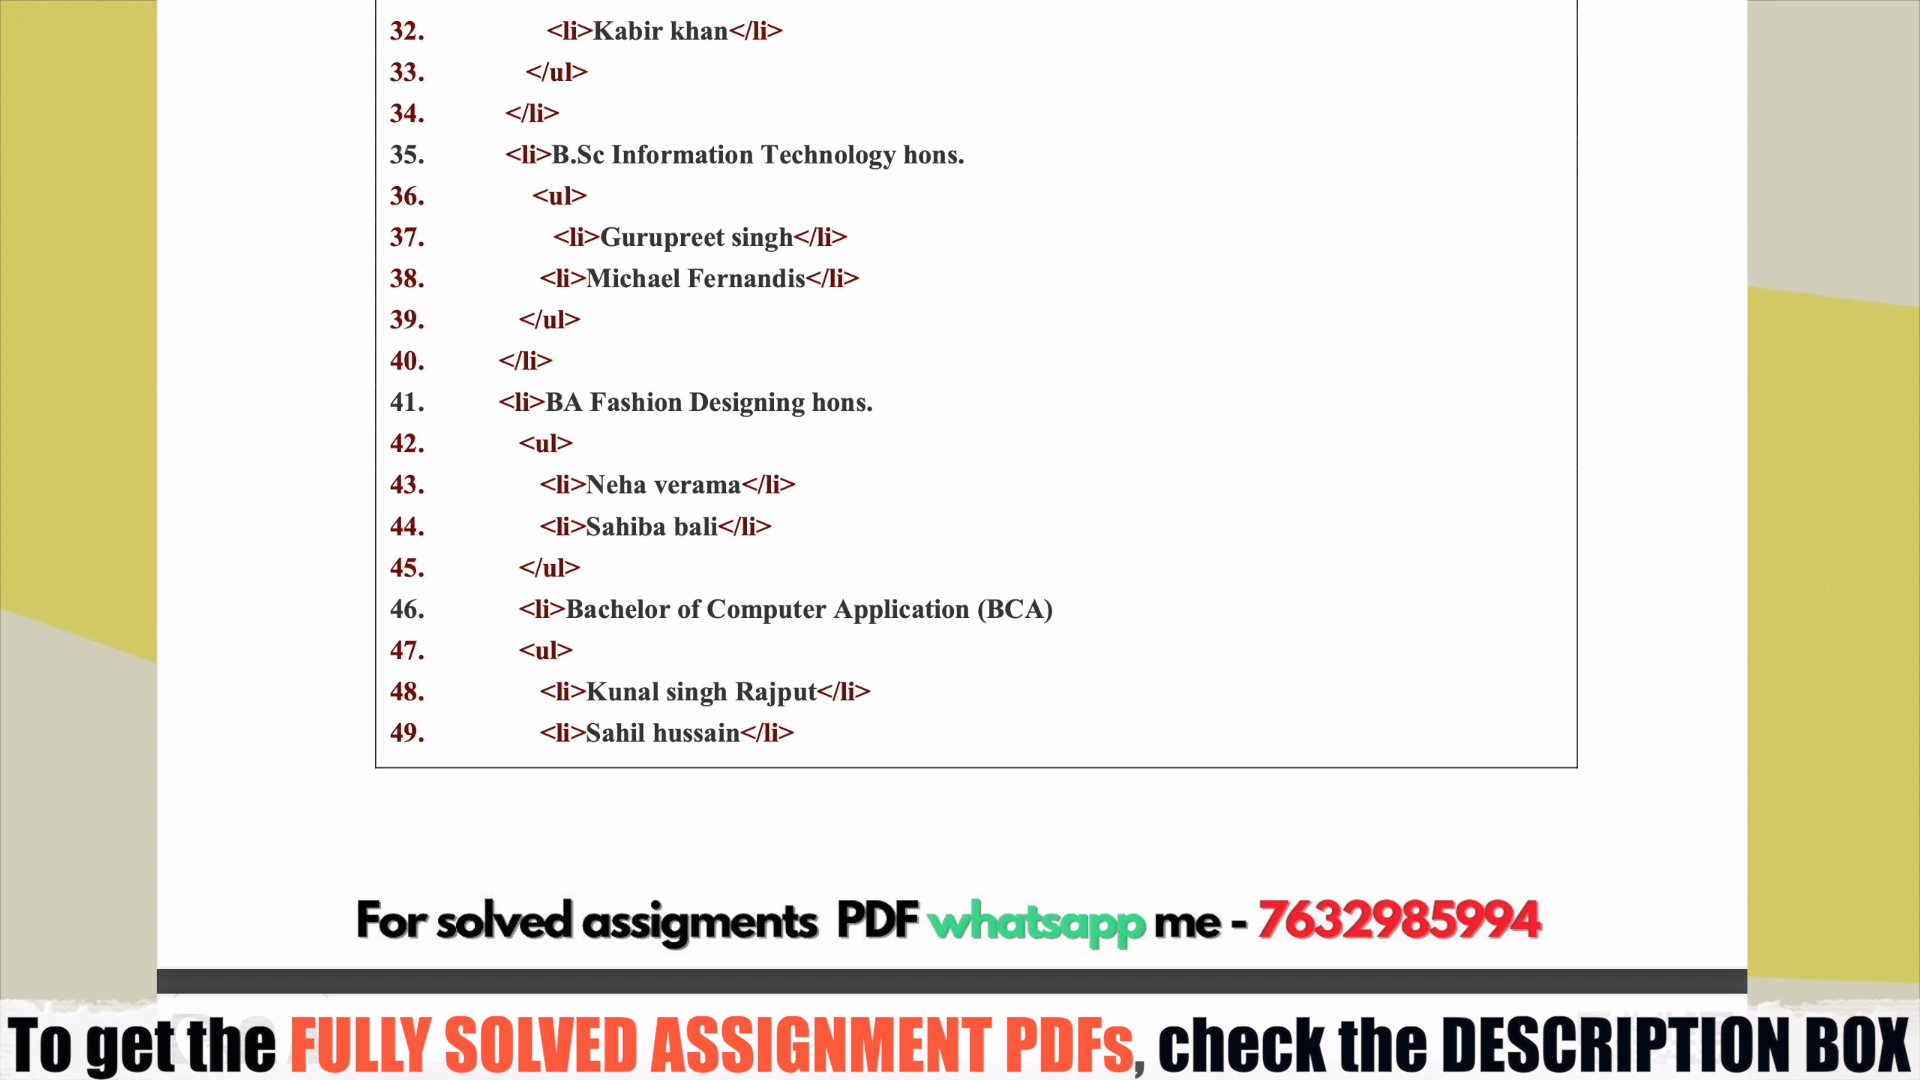 32. <li>Kabir khan</li>
33. </ul>
34. </li>
35. <li>B.Sc Information Technology hons.
36. <ul>
37. <li>Gurupreet singh</li>
38. <li>Michael Fernandis</li>
39. </ul>
40. </li>
41. <li>BA Fashion Designing hons.
42. <ul>
43. <li>Neha verama</li>
44. <li>Sahiba bali</li>
45. </ul>
46. <li>Bachelor of Computer Application (BCA)
47. <ul>
48. <li>Kunal singh Rajput</li>
49. <li>Sahil hussain</li>
For solved assigments PDF whatsapp me - 7632985994
To get the FULLY SOLVED ASSIGNMENT PDFs, check the DESCRIPTION BOX